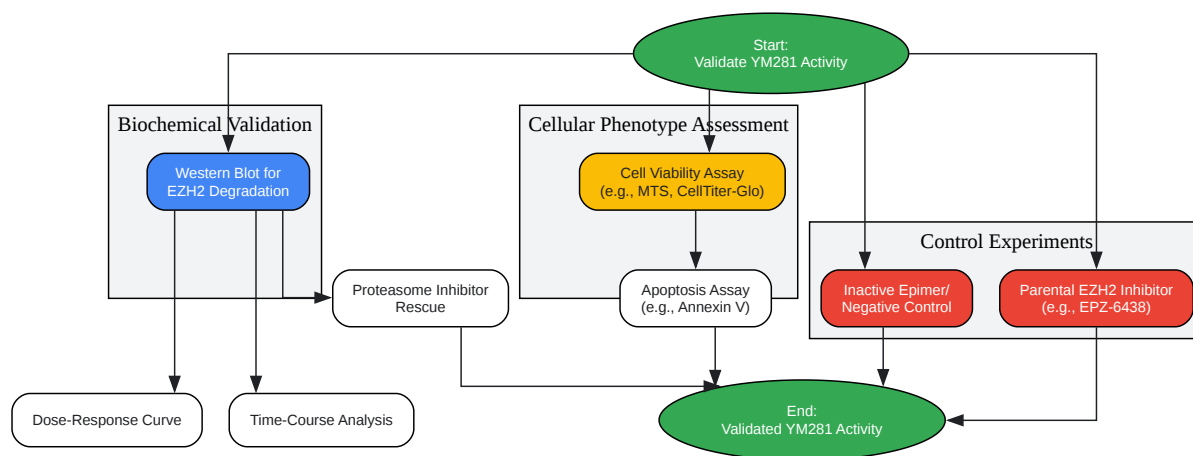 Start:
Validate YM281 Activity
Biochemical Validation
Cellular Phenotype Assessment
Western Blot for
EZH2 Degradation
Cell Viability Assay
(e.g., MTS, CellTiter-Glo)
Control Experiments
Proteasome Inhibitor
Rescue
Apoptosis Assay
(e.g., Annexin V)
Inactive Epimer/
Negative Control
Parental EZH2 Inhibitor
(e.g., EPZ-6438)
Dose-Response Curve
Time-Course Analysis
End:
Validated YM281 Activity